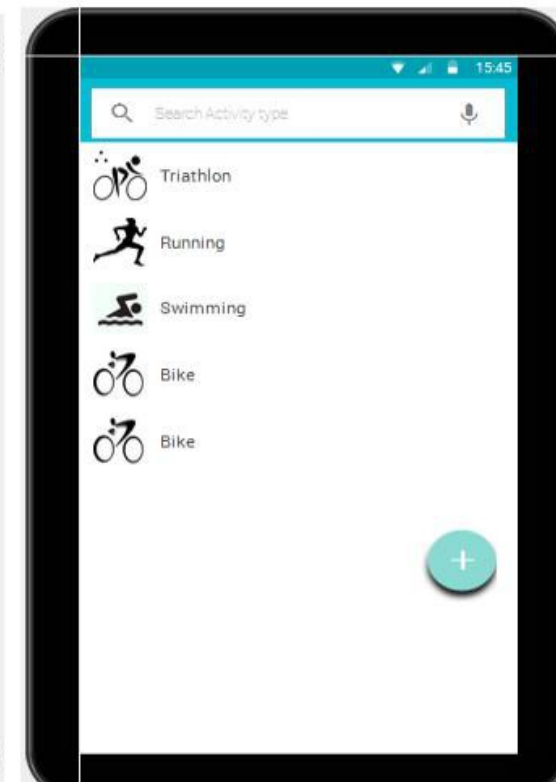 15:45
Search Activity type
Triathlon
Running
Swimming
Bike
Bike